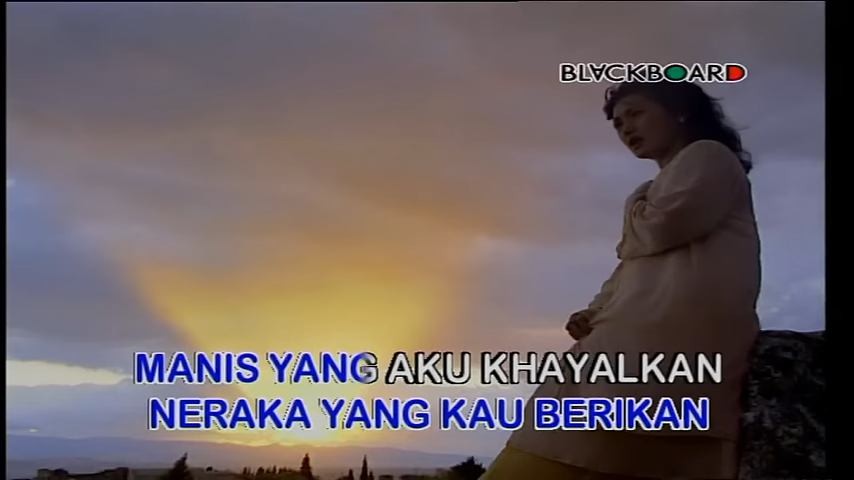 BLACKBOARD
MANIS YANG AKU KHAYALKAN
NERAKA YANG KAU BERIKAN